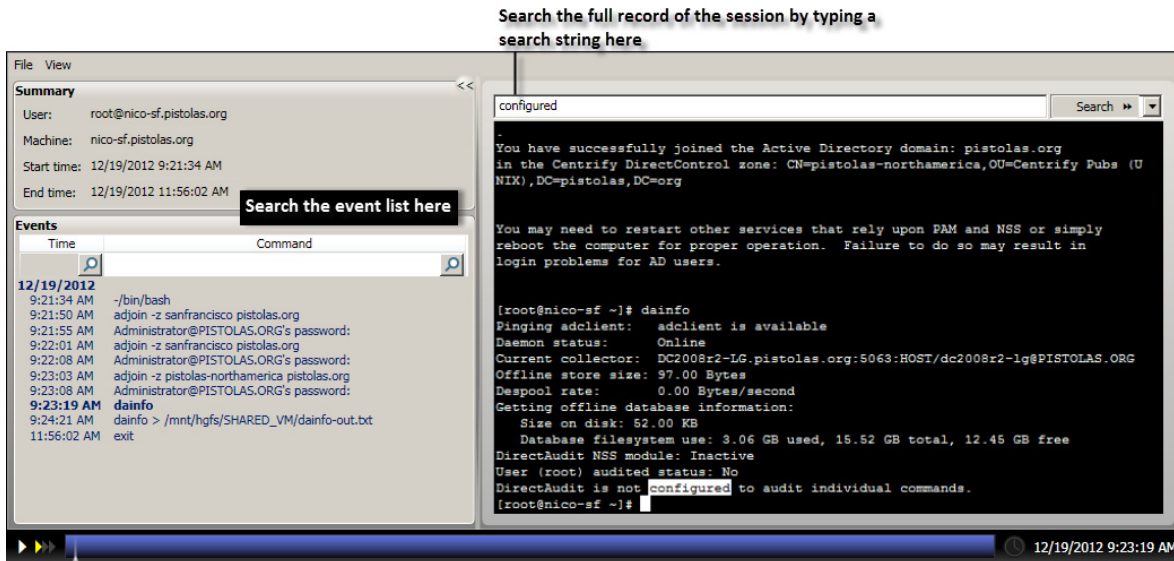 Search the full record of the session by typing a
search string here
File View
Summary
<<
User: root@nico-sf.pistolas.org
Machine: nico-sf.pistolas.org
Start time: 12/19/2012 9:21:34 AM
End time: 12/19/2012 11:56:02 AM
Search the event list here
Events
Time Command
12/19/2012
9:21:34 AM -/bin/bash
9:21:50 AM adjoin -z sanfrancisco pistolas.org
9:21:55 AM Administrator@PISTOLAS.ORG's password:
9:22:01 AM adjoin -z sanfrancisco pistolas.org
9:22:08 AM Administrator@PISTOLAS.ORG's password:
9:23:03 AM adjoin -z pistolas-northamerica pistolas.org
9:23:08 AM Administrator@PISTOLAS.ORG's password:
9:23:19 AM dainfo
9:24:21 AM dainfo > /mnt/hgfs/SHARED_VM/dainfo-out.txt
11:56:02 AM exit
configured Search
.
You have successfully joined the Active Directory domain: pistolas.org
in the Centrify DirectControl zone: CN=pistolas-northamerica,OU=Centrify Pubs (U
NIX),DC=pistolas,DC=org
You may need to restart other services that rely upon PAM and NSS or simply
reboot the computer for proper operation. Failure to do so may result in
login problems for AD users.
[root@nico-sf ~]# dainfo
Pinging adclient: adclient is available
Daemon status: Online
Current collector: DC2008r2-LG.pistolas.org:5063:HOST/dc2008r2-lg@PISTOLAS.ORG
Offline store size: 97.00 Bytes
Despool rate: 0.00 Bytes/second
Getting offline database information:
Size on disk: 52.00 KB
Database filesystem use: 3.06 GB used, 15.52 GB total, 12.45 GB free
DirectAudit NSS module: Inactive
User (root) audited status: No
DirectAudit is not configured to audit individual commands.
[root@nico-sf ~]#
12/19/2012 9:23:19 AM